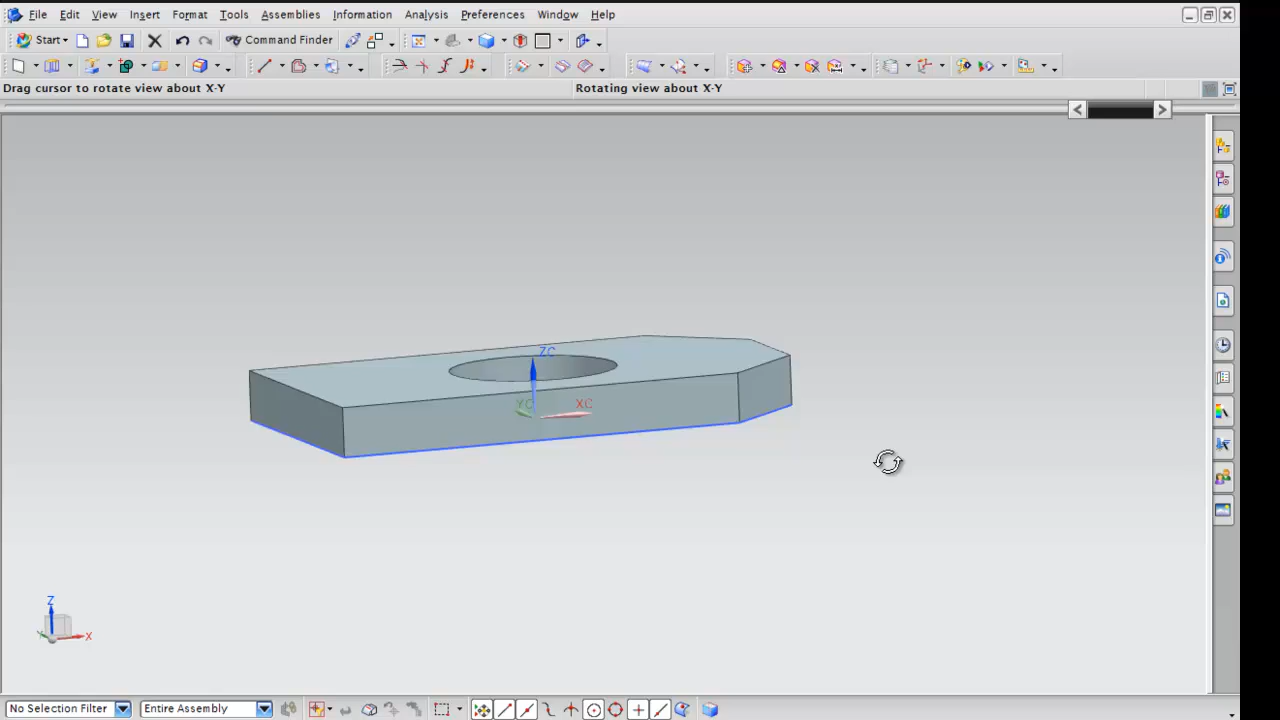 File Edit View Insert Format Tools Assemblies Information Analysis Preferences Window Help
Start Command Finder
Drag cursor to rotate view about X-Y Rotating view about X-Y
ZC
YC XC
Z
Y X
No Selection Filter Entire Assembly